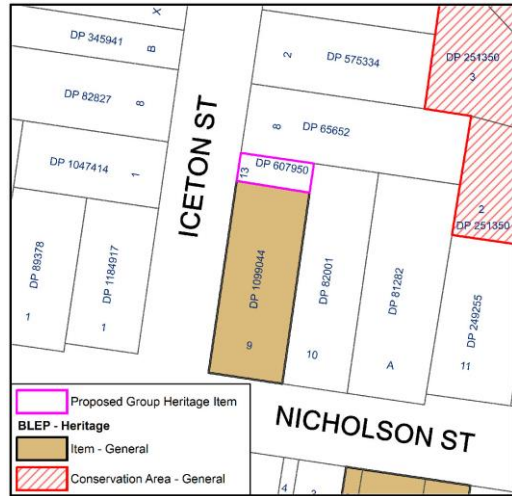 X
DP 345941
B
2
DP 575334
DP 251350
3
DP 82827
8
ICETON ST
8
DP 65652
DP 1047414
1
13
DP 607950
2
DP 251350
DP 89378
1
DP 1184917
1
DP 1099044
9
DP 82001
10
DP 81282
A
DP 249255
11
Proposed Group Heritage Item
BLEP - Heritage
Item - General
Conservation Area - General
NICHOLSON ST
4